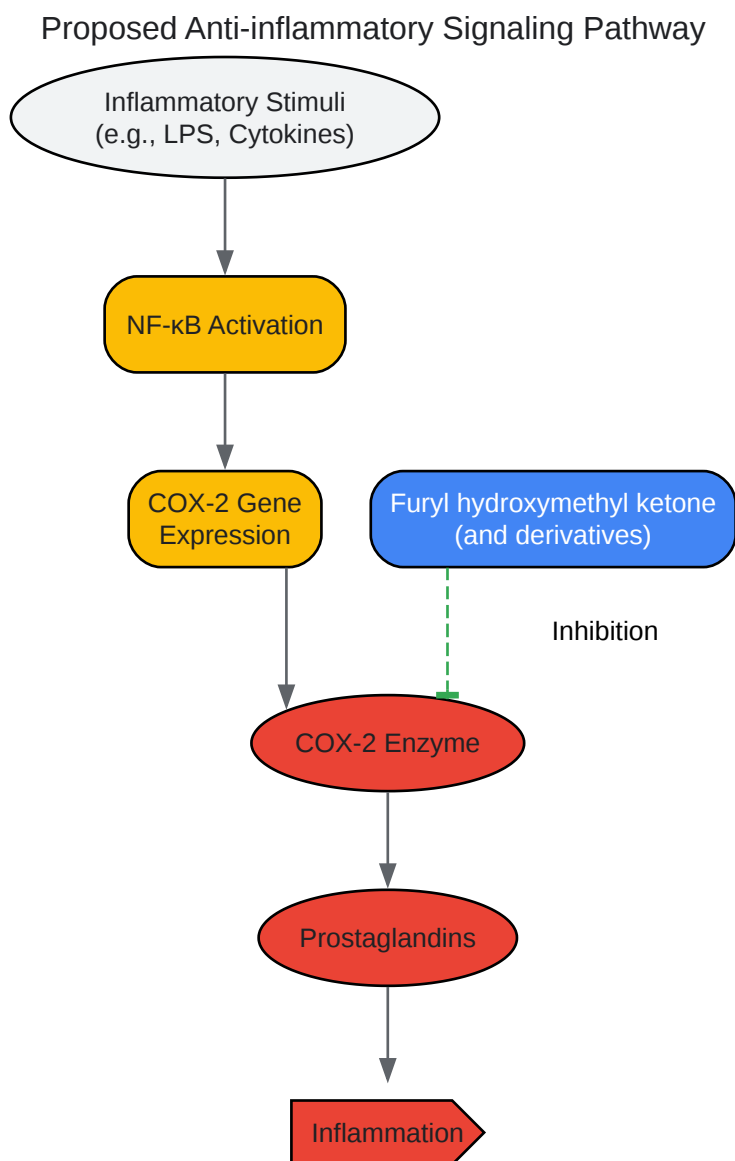 Proposed Anti-inflammatory Signaling Pathway
Inflammatory Stimuli
(e.g., LPS, Cytokines)
NF-κB Activation
COX-2 Gene
Expression
Furyl hydroxymethyl ketone
(and derivatives)
Inhibition
COX-2 Enzyme
Prostaglandins
Inflammation